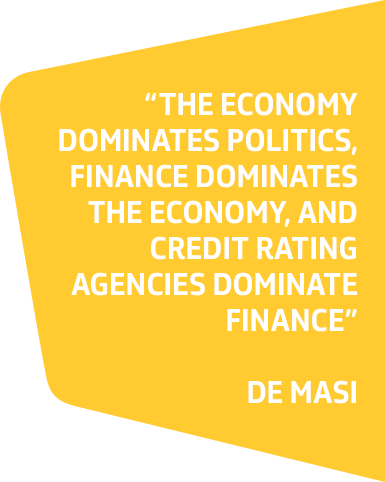 “THE ECONOMY
DOMINATES POLITICS,
FINANCE DOMINATES
THE ECONOMY, AND
CREDIT RATING
AGENCIES DOMINATE
FINANCE”
DE MASI